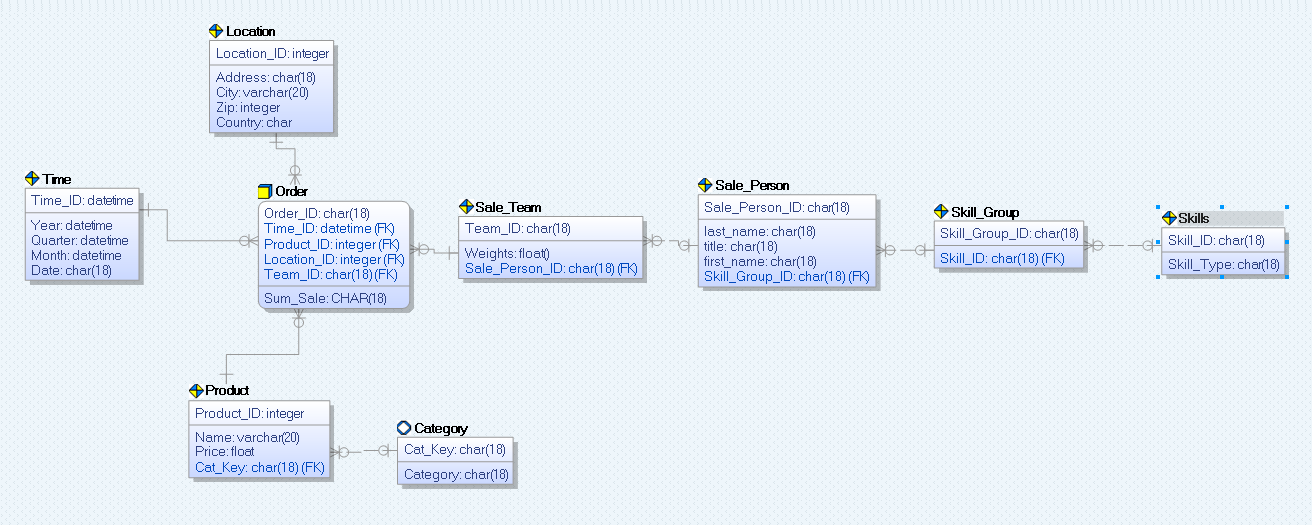 Location
Location_ID: integer
Address: char(18)
City: varchar(20)
Zip: integer
Country: char
Time
Time_ID: datetime
Year: datetime
Quarter: datetime
Month: datetime
Date: char(18)
Order
Order_ID: char(18)
Time_ID: datetime (FK)
Product_ID: integer (FK)
Location_ID: integer (FK)
Team_ID: char(18) (FK)
Sum_Sale: CHAR(18)
Sale_Team
Team_ID: char(18)
Weights: float()
Sale_Person_ID: char(18) (FK)
Sale_Person
Sale_Person_ID: char(18)
last_name: char(18)
title: char(18)
first_name: char(18)
Skill_Group_ID: char(18) (FK)
Skill_Group
Skill_Group_ID: char(18)
Skill_ID: char(18) (FK)
Skills
Skill_ID: char(18)
Skill_Type: char(18)
Product
Product_ID: integer
Name: varchar(20)
Price: float
Cat_Key: char(18) (FK)
Category
Cat_Key: char(18)
Category: char(18)